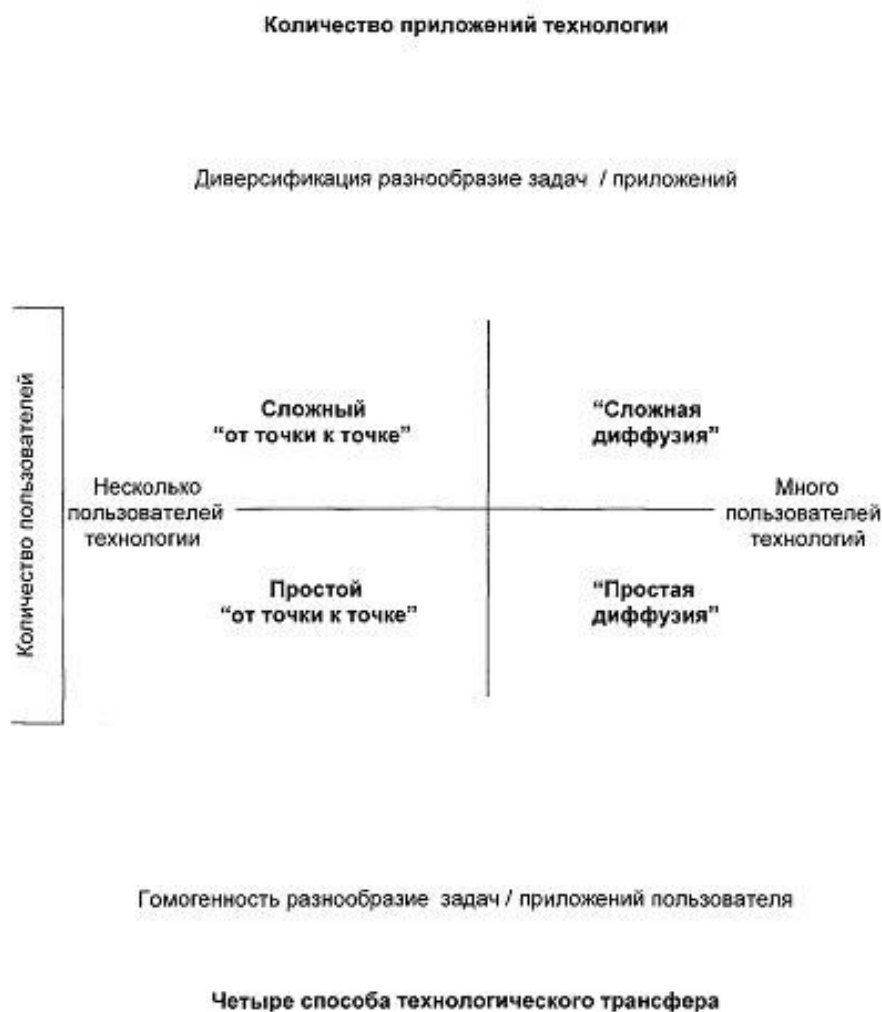 Количество приложений технологии
Диверсификация разнообразие задач / приложений
Количество пользователей
Сложный
“от точки к точке”
“Сложная
диффузия”
Несколько
пользователей
технологии
Много
пользователей
технологий
Простой
“от точки к точке”
“Простая
диффузия”
Гомогенность разнообразие задач / приложений пользователя
Четыре способа технологического трансфера